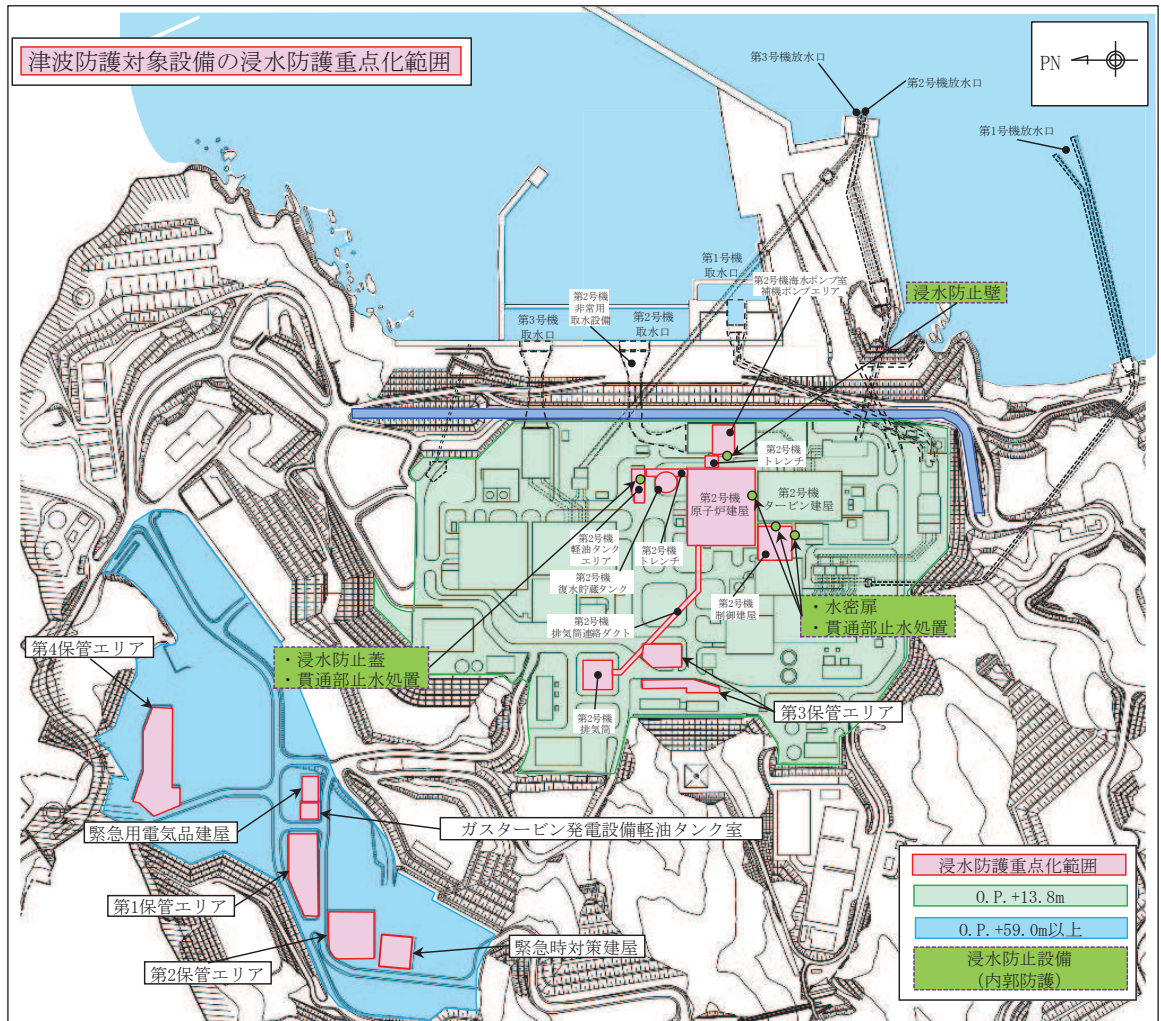 津波防護対象設備の浸水防護重点化範囲
PN
第3号機放水口
第2号機放水口
第1号機放水口
第1号機
取水口
第2号機海水ポンプ室
補機ポンプエリア
浸水防止壁
第2号機
非常用
取水設備
第2号機
取水口
第3号機
取水口
第2号機
トレンチ
第2号機
原子炉建屋
第2号機
タービン建屋
第2号機
軽油タンク
エリア
第2号機
トレンチ
第2号機
復水貯蔵タンク
第2号機
制御建屋
・水密扉
・貫通部止水処置
第2号機
排気筒連絡ダクト
・浸水防止蓋
・貫通部止水処置
第4保管エリア
第3保管エリア
第2号機
排気筒
緊急用電気品建屋
ガスタービン発電設備軽油タンク室
第1保管エリア
第2保管エリア
緊急時対策建屋
浸水防護重点化範囲
O.P.+13.8m
O.P.+59.0m以上
浸水防止設備
(内郭防護)